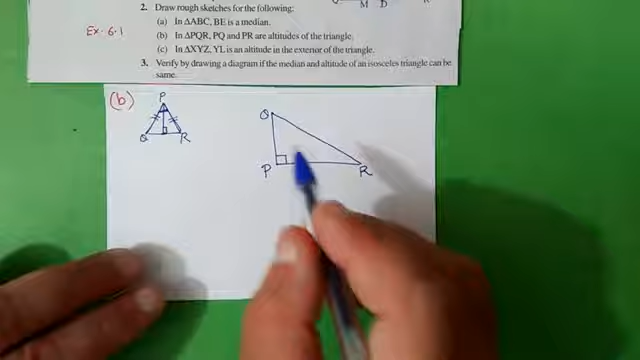 M D
2. Draw rough sketches for the following:
(a) In ΔABC, BE is a median.
Ex-6.1
(b) In ΔPQR, PQ and PR are altitudes of the triangle.
(c) In ΔXYZ, YL is an altitude in the exterior of the triangle.
3. Verify by drawing a diagram if the median and altitude of an isosceles triangle can be
same.
(b)
P
Q R
Q
P R